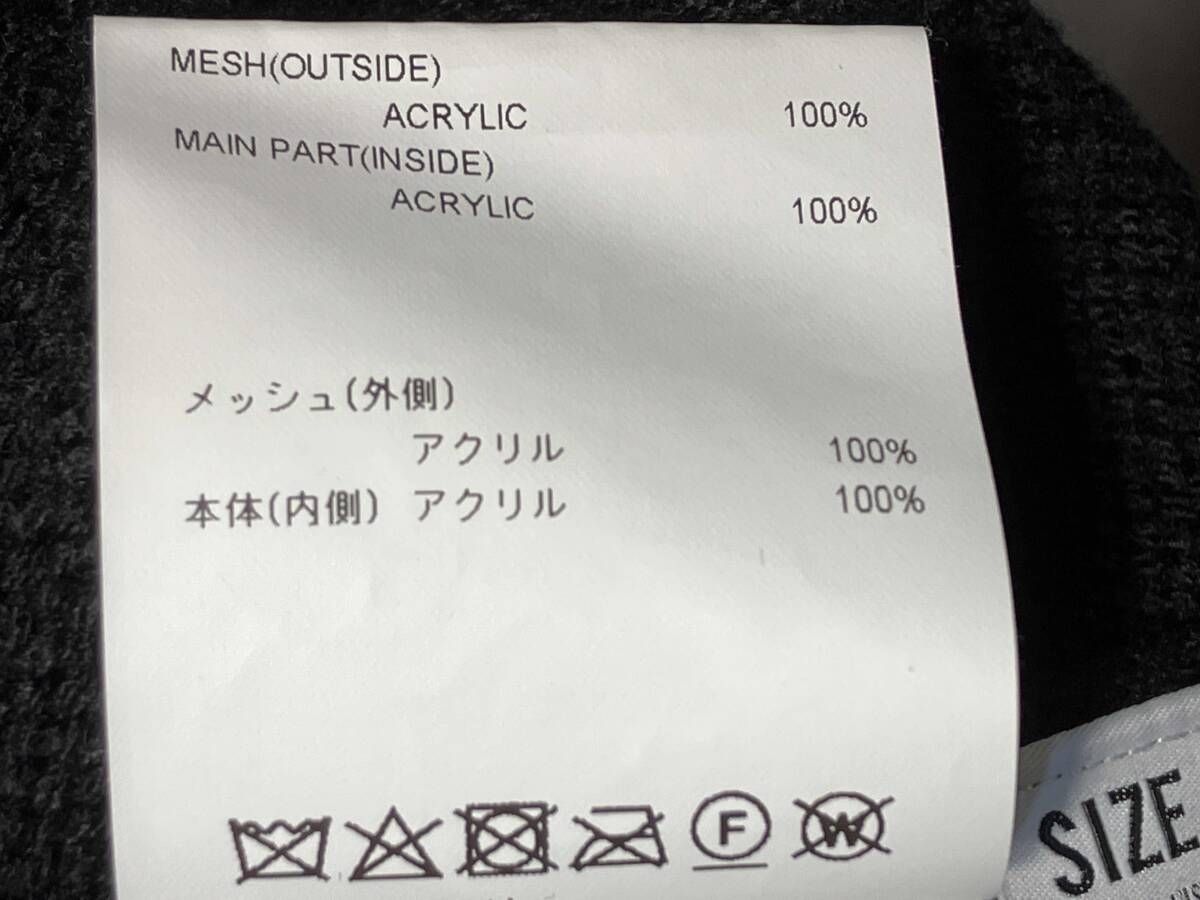 MESH(OUTSIDE)
ACRYLIC 100%
MAIN PART(INSIDE)
ACRYLIC 100%
メッシュ(外側)
アクリル 100%
本体(内側) アクリル 100%
F W
SIZE